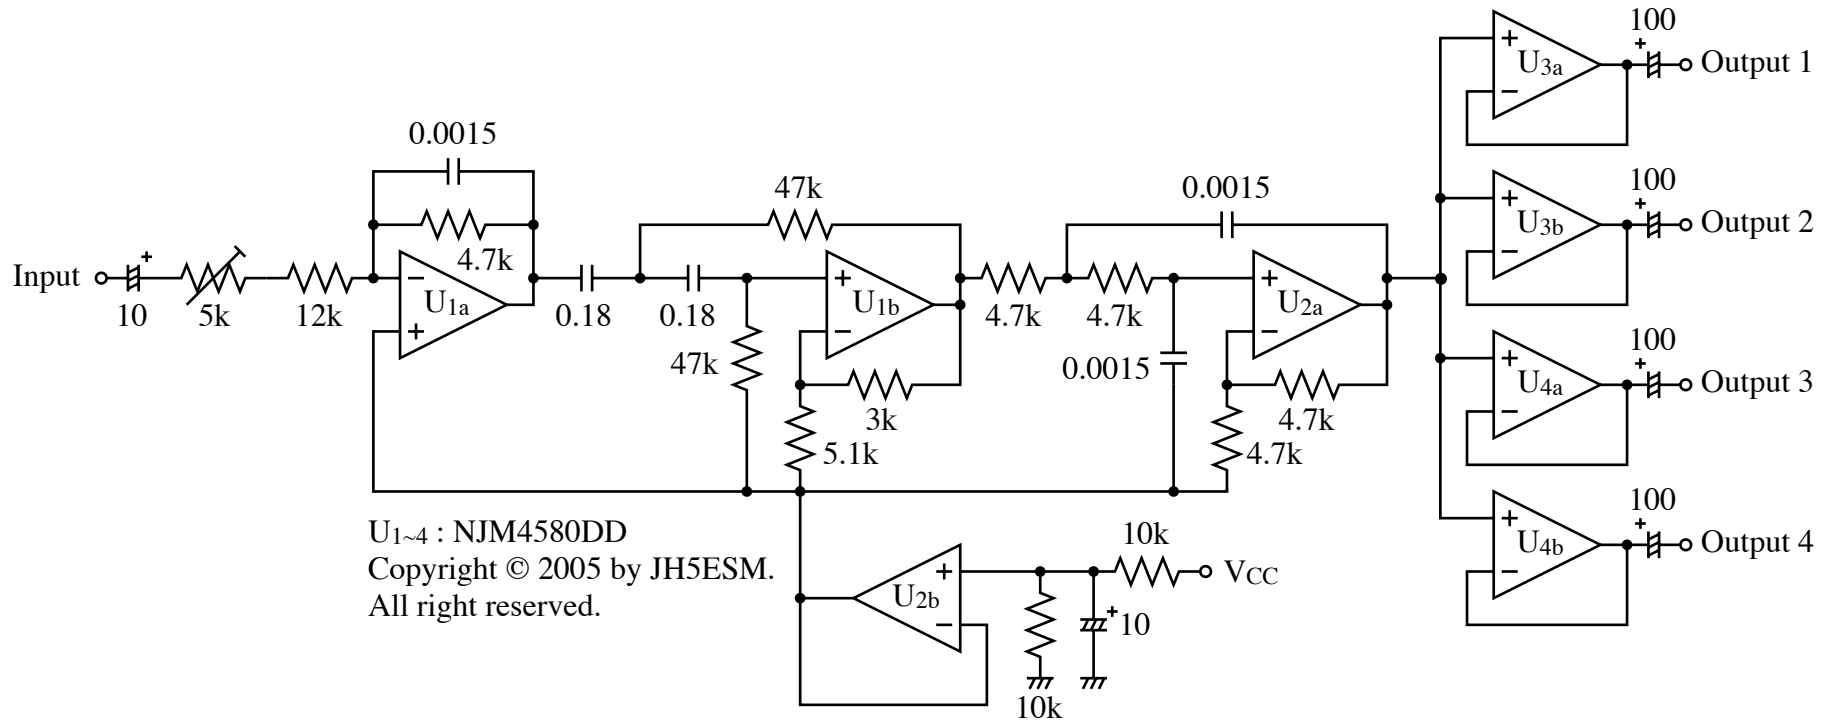 100
+
+
U3a
−
Output 1
0.0015
47k
0.0015
100
+
+
U3b
−
Output 2
4.7k
Input
+
10
5k
12k
−
U1a
+
0.18
0.18
+
U1b
−
4.7k
4.7k
+
U2a
−
47k
0.0015
3k
5.1k
4.7k
4.7k
100
+
+
U4a
−
Output 3
100
+
+
U4b
−
Output 4
U1~4 : NJM4580DD
Copyright © 2005 by JH5ESM.
All right reserved.
10k
+
U2b
−
VCC
+
10
10k